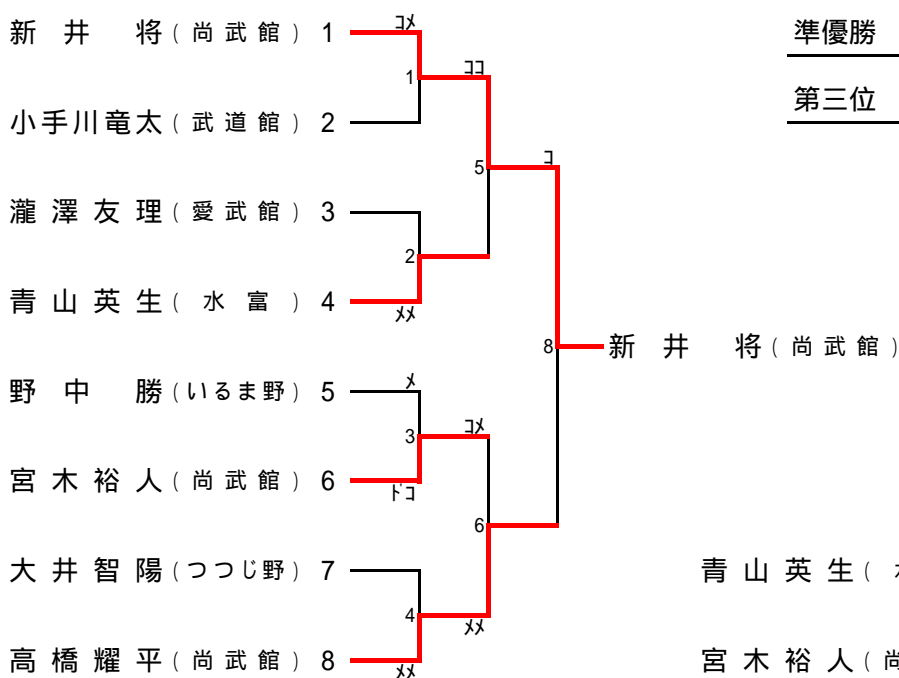 新井 将(尚武館) 1
ｺﾒ
準優勝
1
ｺｺ
第三位
小手川竜太(武道館) 2
5
ｺ
瀧澤友理(愛武館) 3
2
青山英生(水富) 4
ﾒﾒ
8
新井 将(尚武館)
野中 勝(いるま野) 5
ﾒ
3
ｺﾒ
宮木裕人(尚武館) 6
ﾄﾞｺ
6
大井智陽(つつじ野) 7
青山英生(
4
ﾒﾒ
高橋耀平(尚武館) 8
ﾒﾒ
宮木裕人(尚